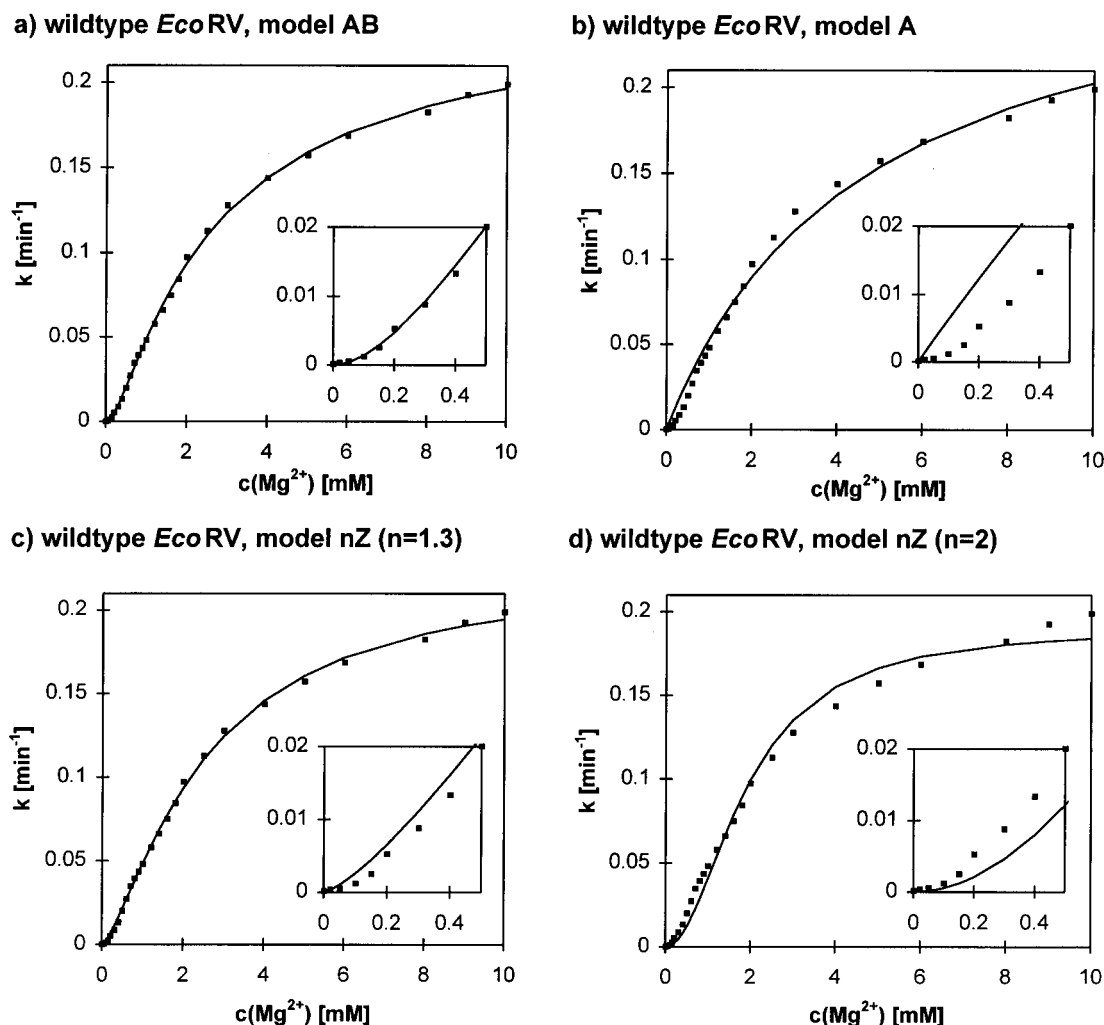 a) wildtype EcoRV, model AB
0.2
0.15
0.1
0.05
0
k [min⁻¹]
0.02
0.01
0
0 0.2 0.4
0 2 4 6 8 10
c(Mg²⁺) [mM]
b) wildtype EcoRV, model A
0.2
0.15
0.1
0.05
0
k [min⁻¹]
0.02
0.01
0
0 0.2 0.4
0 2 4 6 8 10
c(Mg²⁺) [mM]
c) wildtype EcoRV, model nZ (n=1.3)
0.2
0.15
0.1
0.05
0
k [min⁻¹]
0.02
0.01
0
0 0.2 0.4
0 2 4 6 8 10
c(Mg²⁺) [mM]
d) wildtype EcoRV, model nZ (n=2)
0.2
0.15
0.1
0.05
0
k [min⁻¹]
0.02
0.01
0
0 0.2 0.4
0 2 4 6 8 10
c(Mg²⁺) [mM]